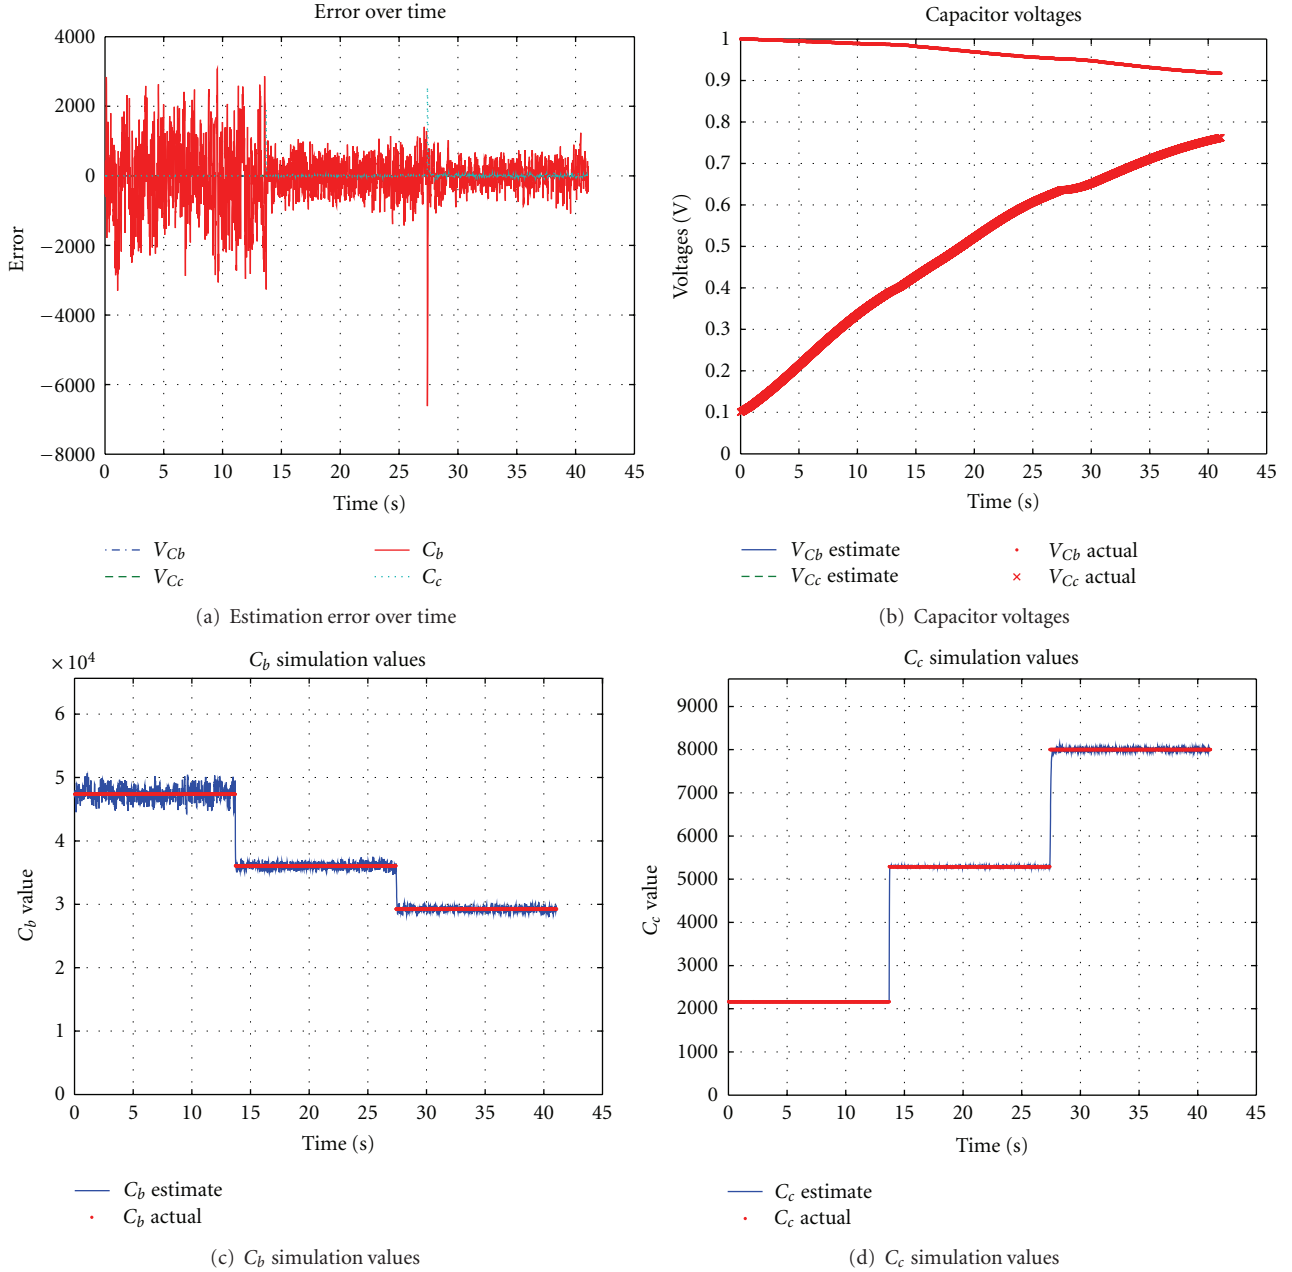 Error over time
4000
2000
0
−2000
−4000
−6000
−8000
Error
0 5 10 15 20 25 30 35 40 45
Time (s)
V_Cb
V_Cc
C_b
C_c
(a) Estimation error over time
Capacitor voltages
1
0.9
0.8
0.7
0.6
0.5
0.4
0.3
0.2
0.1
0
Voltages (V)
0 5 10 15 20 25 30 35 40 45
Time (s)
V_Cb estimate
V_Cc estimate
V_Cb actual
V_Cc actual
(b) Capacitor voltages
×10⁴
C_b simulation values
6
5
4
3
2
1
0
C_b value
0 5 10 15 20 25 30 35 40 45
Time (s)
C_b estimate
C_b actual
(c) C_b simulation values
C_c simulation values
9000
8000
7000
6000
5000
4000
3000
2000
1000
0
C_c value
0 5 10 15 20 25 30 35 40 45
Time (s)
C_c estimate
C_c actual
(d) C_c simulation values